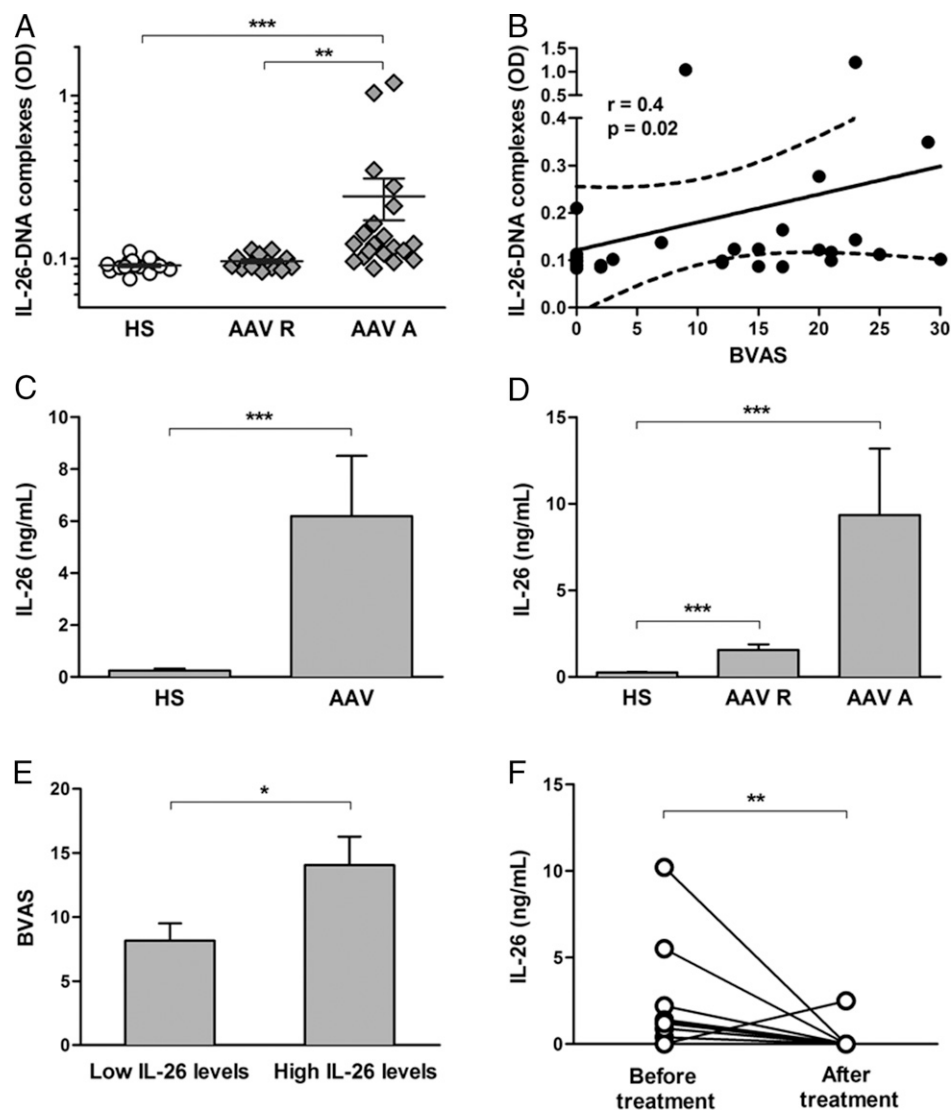 A
IL-26-DNA complexes (OD)
***
**
1
0.1
HS
AAV R
AAV A
B
IL-26-DNA complexes (OD)
1.5
1.0
0.5
0.4
0.3
0.2
0.1
0.0
r = 0.4
p = 0.02
0
5
10
15
20
25
30
BVAS
C
IL-26 (ng/mL)
10
8
6
4
2
0
***
HS
AAV
D
IL-26 (ng/mL)
15
10
5
0
***
***
HS
AAV R
AAV A
E
BVAS
20
15
10
5
0
*
Low IL-26 levels
High IL-26 levels
F
IL-26 (ng/mL)
15
10
5
0
**
Before
treatment
After
treatment